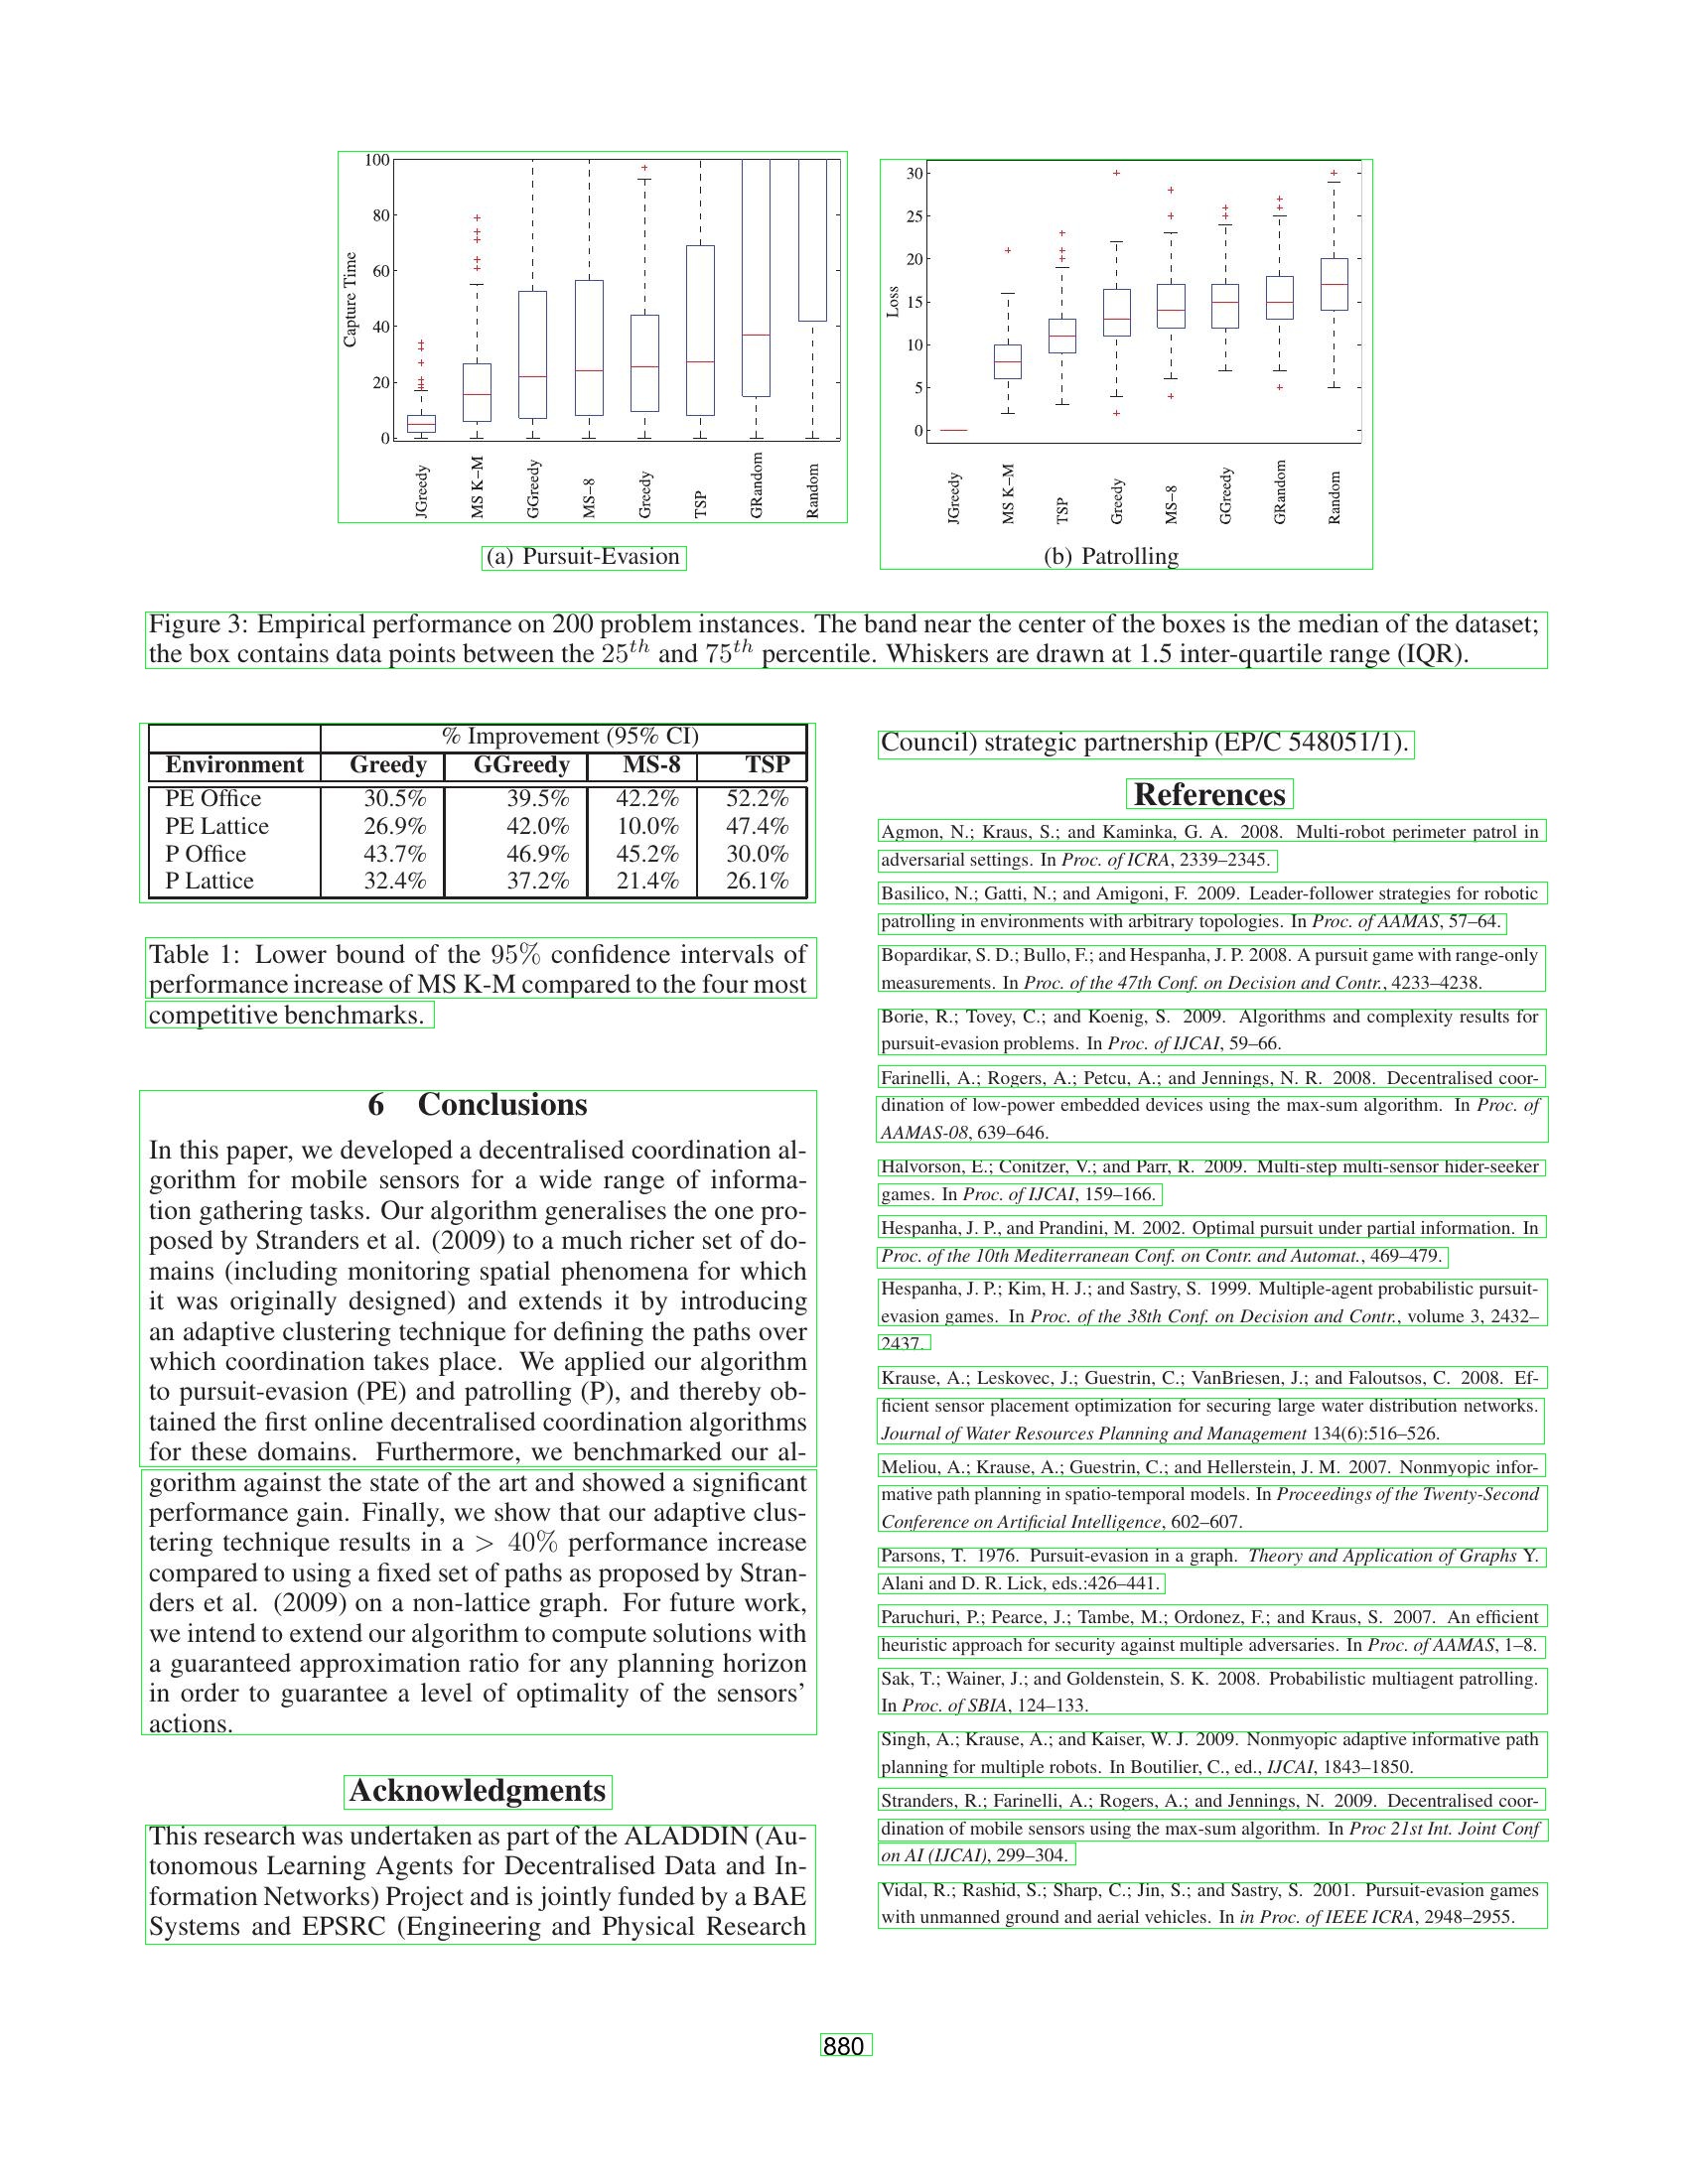 100
80
60
40
20
0
Capture Time
JGreedy
MS K–M
GGreedy
MS–8
Greedy
TSP
GRandom
Random
(a) Pursuit-Evasion
30
25
20
15
10
5
0
Loss
JGreedy
MS K–M
TSP
Greedy
MS–8
GGreedy
GRandom
Random
(b) Patrolling
Figure 3: Empirical performance on 200 problem instances. The band near the center of the boxes is the median of the dataset;
the box contains data points between the 25th and 75th percentile. Whiskers are drawn at 1.5 inter-quartile range (IQR).
% Improvement (95% CI)
Environment Greedy GGreedy MS-8 TSP
PE Office 30.5% 39.5% 42.2% 52.2%
PE Lattice 26.9% 42.0% 10.0% 47.4%
P Office 43.7% 46.9% 45.2% 30.0%
P Lattice 32.4% 37.2% 21.4% 26.1%
Table 1: Lower bound of the 95% confidence intervals of
performance increase of MS K-M compared to the four most
competitive benchmarks.
6 Conclusions
In this paper, we developed a decentralised coordination al-
gorithm for mobile sensors for a wide range of informa-
tion gathering tasks. Our algorithm generalises the one pro-
posed by Stranders et al. (2009) to a much richer set of do-
mains (including monitoring spatial phenomena for which
it was originally designed) and extends it by introducing
an adaptive clustering technique for defining the paths over
which coordination takes place. We applied our algorithm
to pursuit-evasion (PE) and patrolling (P), and thereby ob-
tained the first online decentralised coordination algorithms
for these domains. Furthermore, we benchmarked our al-
gorithm against the state of the art and showed a significant
performance gain. Finally, we show that our adaptive clus-
tering technique results in a > 40% performance increase
compared to using a fixed set of paths as proposed by Stran-
ders et al. (2009) on a non-lattice graph. For future work,
we intend to extend our algorithm to compute solutions with
a guaranteed approximation ratio for any planning horizon
in order to guarantee a level of optimality of the sensors'
actions.
Acknowledgments
This research was undertaken as part of the ALADDIN (Au-
tonomous Learning Agents for Decentralised Data and In-
formation Networks) Project and is jointly funded by a BAE
Systems and EPSRC (Engineering and Physical Research
Council) strategic partnership (EP/C 548051/1).
References
Agmon, N.; Kraus, S.; and Kaminka, G. A. 2008. Multi-robot perimeter patrol in
adversarial settings. In Proc. of ICRA, 2339–2345.
Basilico, N.; Gatti, N.; and Amigoni, F. 2009. Leader-follower strategies for robotic
patrolling in environments with arbitrary topologies. In Proc. of AAMAS, 57–64.
Bopardikar, S. D.; Bullo, F.; and Hespanha, J. P. 2008. A pursuit game with range-only
measurements. In Proc. of the 47th Conf. on Decision and Contr., 4233–4238.
Borie, R.; Tovey, C.; and Koenig, S. 2009. Algorithms and complexity results for
pursuit-evasion problems. In Proc. of IJCAI, 59–66.
Farinelli, A.; Rogers, A.; Petcu, A.; and Jennings, N. R. 2008. Decentralised coor-
dination of low-power embedded devices using the max-sum algorithm. In Proc. of
AAMAS-08, 639–646.
Halvorson, E.; Conitzer, V.; and Parr, R. 2009. Multi-step multi-sensor hider-seeker
games. In Proc. of IJCAI, 159–166.
Hespanha, J. P., and Prandini, M. 2002. Optimal pursuit under partial information. In
Proc. of the 10th Mediterranean Conf. on Contr. and Automat., 469–479.
Hespanha, J. P.; Kim, H. J.; and Sastry, S. 1999. Multiple-agent probabilistic pursuit-
evasion games. In Proc. of the 38th Conf. on Decision and Contr., volume 3, 2432–
2437.
Krause, A.; Leskovec, J.; Guestrin, C.; VanBriesen, J.; and Faloutsos, C. 2008. Ef-
ficient sensor placement optimization for securing large water distribution networks.
Journal of Water Resources Planning and Management 134(6):516–526.
Meliou, A.; Krause, A.; Guestrin, C.; and Hellerstein, J. M. 2007. Nonmyopic infor-
mative path planning in spatio-temporal models. In Proceedings of the Twenty-Second
Conference on Artificial Intelligence, 602–607.
Parsons, T. 1976. Pursuit-evasion in a graph. Theory and Application of Graphs Y.
Alani and D. R. Lick, eds.:426–441.
Paruchuri, P.; Pearce, J.; Tambe, M.; Ordonez, F.; and Kraus, S. 2007. An efficient
heuristic approach for security against multiple adversaries. In Proc. of AAMAS, 1–8.
Sak, T.; Wainer, J.; and Goldenstein, S. K. 2008. Probabilistic multiagent patrolling.
In Proc. of SBIA, 124–133.
Singh, A.; Krause, A.; and Kaiser, W. J. 2009. Nonmyopic adaptive informative path
planning for multiple robots. In Boutilier, C., ed., IJCAI, 1843–1850.
Stranders, R.; Farinelli, A.; Rogers, A.; and Jennings, N. 2009. Decentralised coor-
dination of mobile sensors using the max-sum algorithm. In Proc 21st Int. Joint Conf
on AI (IJCAI), 299–304.
Vidal, R.; Rashid, S.; Sharp, C.; Jin, S.; and Sastry, S. 2001. Pursuit-evasion games
with unmanned ground and aerial vehicles. In in Proc. of IEEE ICRA, 2948–2955.
880